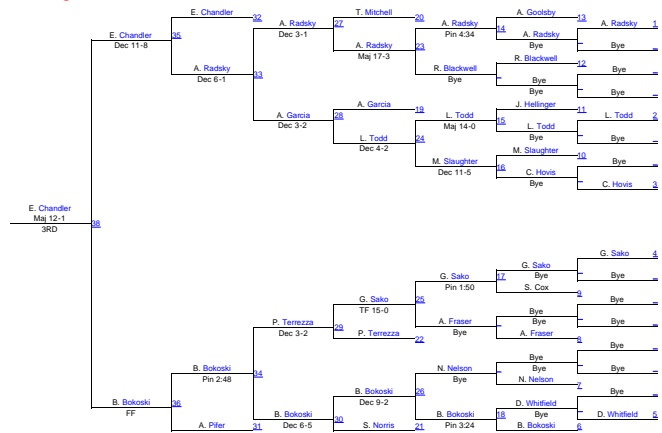 E. Chandler 32
T. Mitchell 20
A. Goolsby 13
A. Radsky 1
E. Chandler 35
Dec 11-8
A. Radsky 27
Dec 3-1
A. Radsky 14
Pin 4:34
A. Radsky
Bye
Bye
A. Radsky 23
Maj 17-3
R. Blackwell 12
Bye
A. Radsky 33
Dec 6-1
R. Blackwell
Bye
Bye
Bye
Bye
A. Garcia 19
J. Hellinger 11
A. Garcia 28
Dec 3-2
L. Todd 15
Maj 14-0
L. Todd 2
L. Todd
Bye
Bye
L. Todd 24
Dec 4-2
M. Slaughter 10
M. Slaughter 16
Dec 11-5
Bye
C. Hovis
Bye
C. Hovis 3
E. Chandler
Maj 12-1 38
3RD
G. Sako 4
G. Sako 17
Pin 1:50
G. Sako
Bye
Bye
S. Cox 9
G. Sako 25
TF 15-0
Bye
P. Terrezza 29
Dec 3-2
A. Fraser
Bye
Bye
Bye
Bye
P. Terrezza 22
A. Fraser 8
Bye
B. Bokoski 34
Pin 2:48
N. Nelson
Bye
Bye
Bye
N. Nelson 7
B. Bokoski 26
Dec 9-2
Bye
B. Bokoski 36
FF
B. Bokoski 30
Dec 6-5
B. Bokoski 18
Pin 3:24
D. Whitfield
Bye
D. Whitfield 5
A. Pifer 31
S. Norris 21
B. Bokoski 6